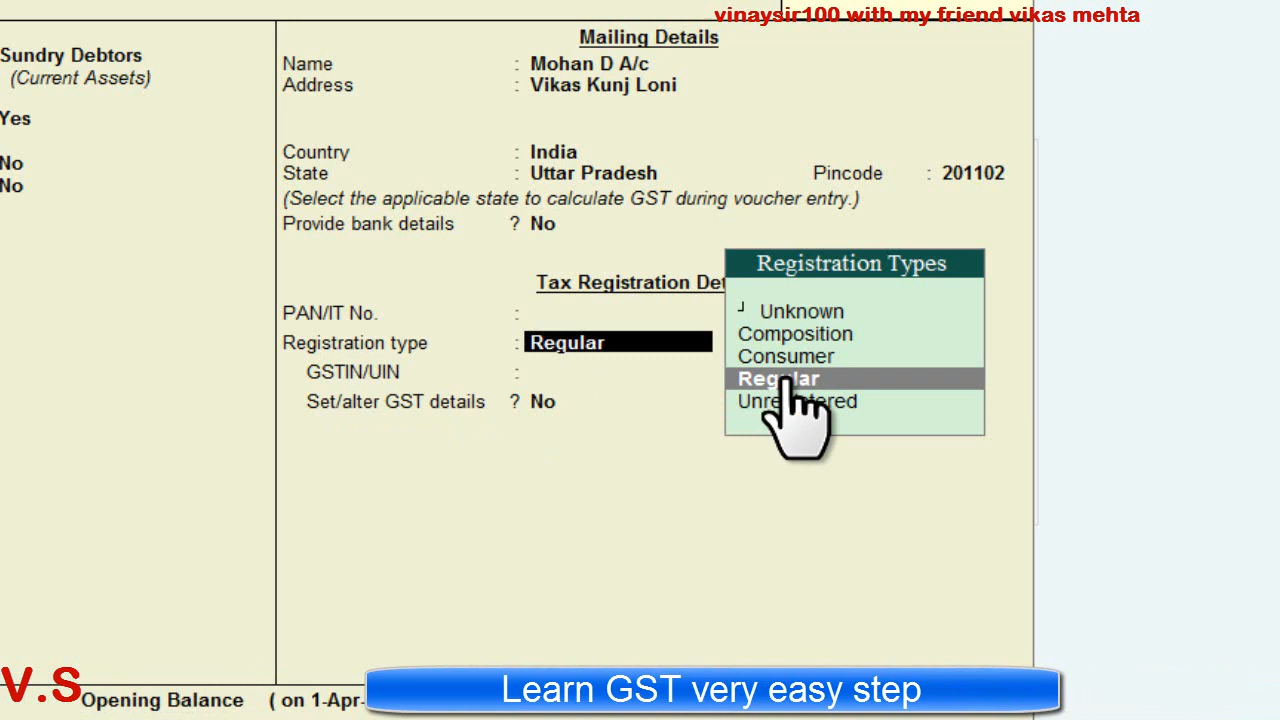 vinaysir100 with my friend vikas mehta
Sundry Debtors
(Current Assets)
Yes
No
No
Mailing Details
Name : Mohan D A/c
Address : Vikas Kunj Loni
Country : India
State : Uttar Pradesh Pincode : 201102
(Select the applicable state to calculate GST during voucher entry.)
Provide bank details ? No
Tax Registration Det
PAN/IT No. :
Registration type : Regular
GSTIN/UIN :
Set/alter GST details ? No
Registration Types
Unknown
Composition
Consumer
Regular
V.S
Opening Balance ( on 1-Apr-
Learn GST very easy step